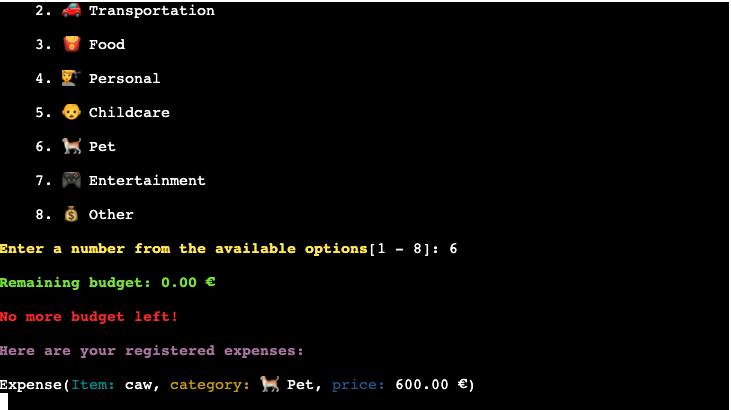 2. 🚗 Transportation
3. 🍟 Food
4. 💇 Personal
5. 👶 Childcare
6. 🐕 Pet
7. 🎮 Entertainment
8. 💰 Other
Enter a number from the available options[1 - 8]: 6
Remaining budget: 0.00 €
No more budget left!
Here are your registered expenses:
Expense(Item: caw, category: 🐕 Pet, price: 600.00 €)